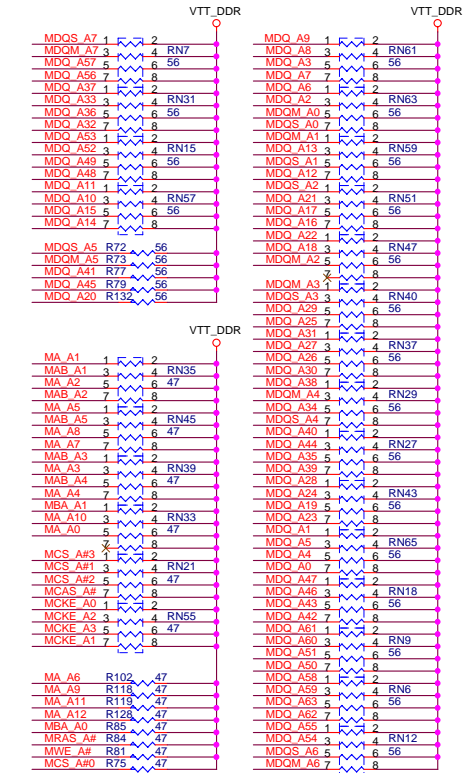 VTT_DDR
MDQS_A7 1 2
MDQM_A7 3 4 RN7
MDQ_A57 5 6 56
MDQ_A56 7 8
MDQ_A37 1 2
MDQ_A33 3 4 RN31
MDQ_A36 5 6 56
MDQ_A32 7 8
MDQ_A53 1 2
MDQ_A52 3 4 RN15
MDQ_A49 5 6 56
MDQ_A48 7 8
MDQ_A11 1 2
MDQ_A10 3 4 RN57
MDQ_A15 5 6 56
MDQ_A14 7 8
MDQS_A5 R72 56
MDQM_A5 R73 56
MDQ_A41 R77 56
MDQ_A45 R79 56
MDQ_A20 R132 56
VTT_DDR
MA_A1 1 2
MAB_A1 3 4 RN35
MA_A2 5 6 47
MAB_A2 7 8
MA_A5 1 2
MAB_A5 3 4 RN45
MA_A8 5 6 47
MA_A7 7 8
MAB_A3 1 2
MA_A3 3 4 RN39
MAB_A4 5 6 47
MA_A4 7 8
MBA_A1 1 2
MA_A10 3 4 RN33
MA_A0 5 6 47
7 8
MCS_A#3 1 2
MCS_A#1 3 4 RN21
MCS_A#2 5 6 47
MCAS_A# 7 8
MCKE_A0 1 2
MCKE_A2 3 4 RN55
MCKE_A3 5 6 47
MCKE_A1 7 8
MA_A6 R102 47
MA_A9 R118 47
MA_A11 R119 47
MA_A12 R128 47
MBA_A0 R85 47
MRAS_A# R84 47
MWE_A# R81 47
MCS_A#0 R75 47
VTT_DDR
MDQ_A9 1 2
MDQ_A8 3 4 RN61
MDQ_A3 5 6 56
MDQ_A7 7 8
MDQ_A6 1 2
MDQ_A2 3 4 RN63
MDQM_A0 5 6 56
MDQS_A0 7 8
MDQM_A1 1 2
MDQ_A13 3 4 RN59
MDQS_A1 5 6 56
MDQ_A12 7 8
MDQS_A2 1 2
MDQ_A21 3 4 RN51
MDQ_A17 5 6 56
MDQ_A16 7 8
MDQ_A22 1 2
MDQ_A18 3 4 RN47
MDQM_A2 5 6 56
7 8
MDQM_A3 1 2
MDQS_A3 3 4 RN40
MDQ_A29 5 6 56
MDQ_A25 7 8
MDQ_A31 1 2
MDQ_A27 3 4 RN37
MDQ_A26 5 6 56
MDQ_A30 7 8
MDQ_A38 1 2
MDQM_A4 3 4 RN29
MDQ_A34 5 6 56
MDQS_A4 7 8
MDQ_A40 1 2
MDQ_A44 3 4 RN27
MDQ_A35 5 6 56
MDQ_A39 7 8
MDQ_A28 1 2
MDQ_A24 3 4 RN43
MDQ_A19 5 6 56
MDQ_A23 7 8
MDQ_A1 1 2
MDQ_A5 3 4 RN65
MDQ_A4 5 6 56
MDQ_A0 7 8
MDQ_A47 1 2
MDQ_A46 3 4 RN18
MDQ_A43 5 6 56
MDQ_A42 7 8
MDQ_A61 1 2
MDQ_A60 3 4 RN9
MDQ_A51 5 6 56
MDQ_A50 7 8
MDQ_A58 1 2
MDQ_A59 3 4 RN6
MDQ_A63 5 6 56
MDQ_A62 7 8
MDQ_A55 1 2
MDQ_A54 3 4 RN12
MDQS_A6 5 6 56
MDQM_A6 7 8